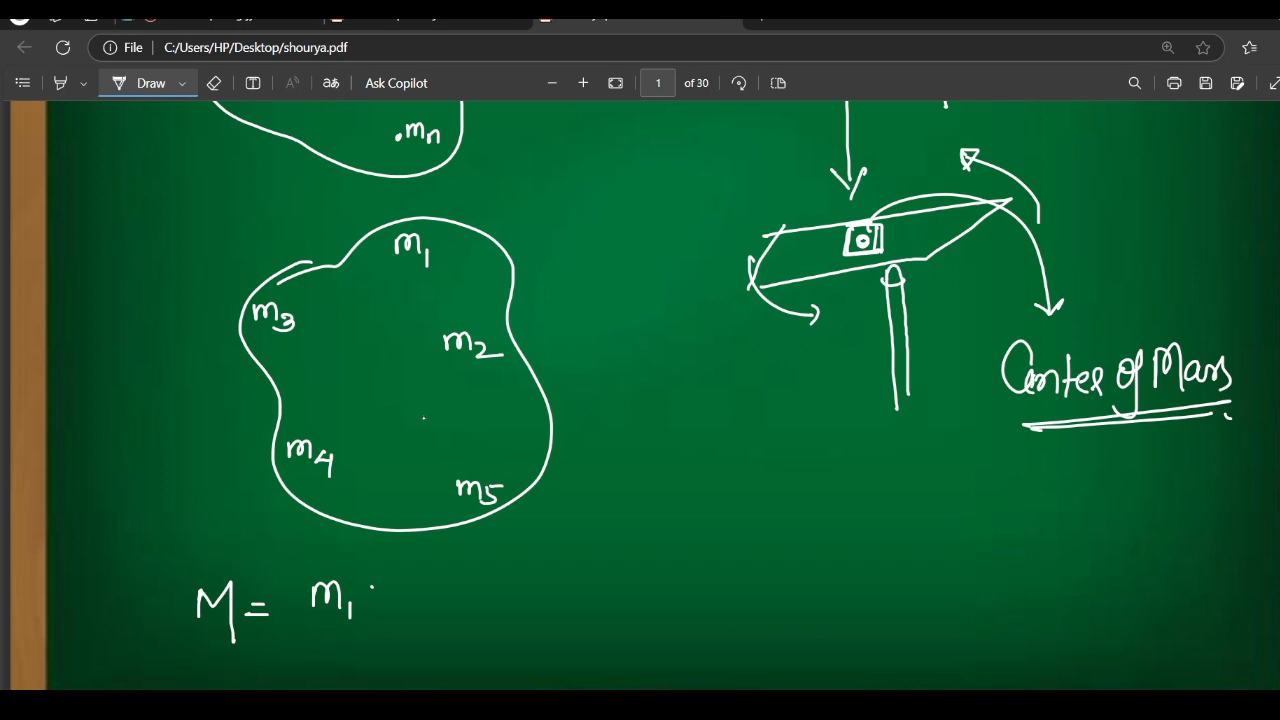 File | C:/Users/HP/Desktop/shourya.pdf
Draw Ask Copilot 1 of 30
.mn
m1
m3
m2
Center of Mass
m4
m5
M = m1